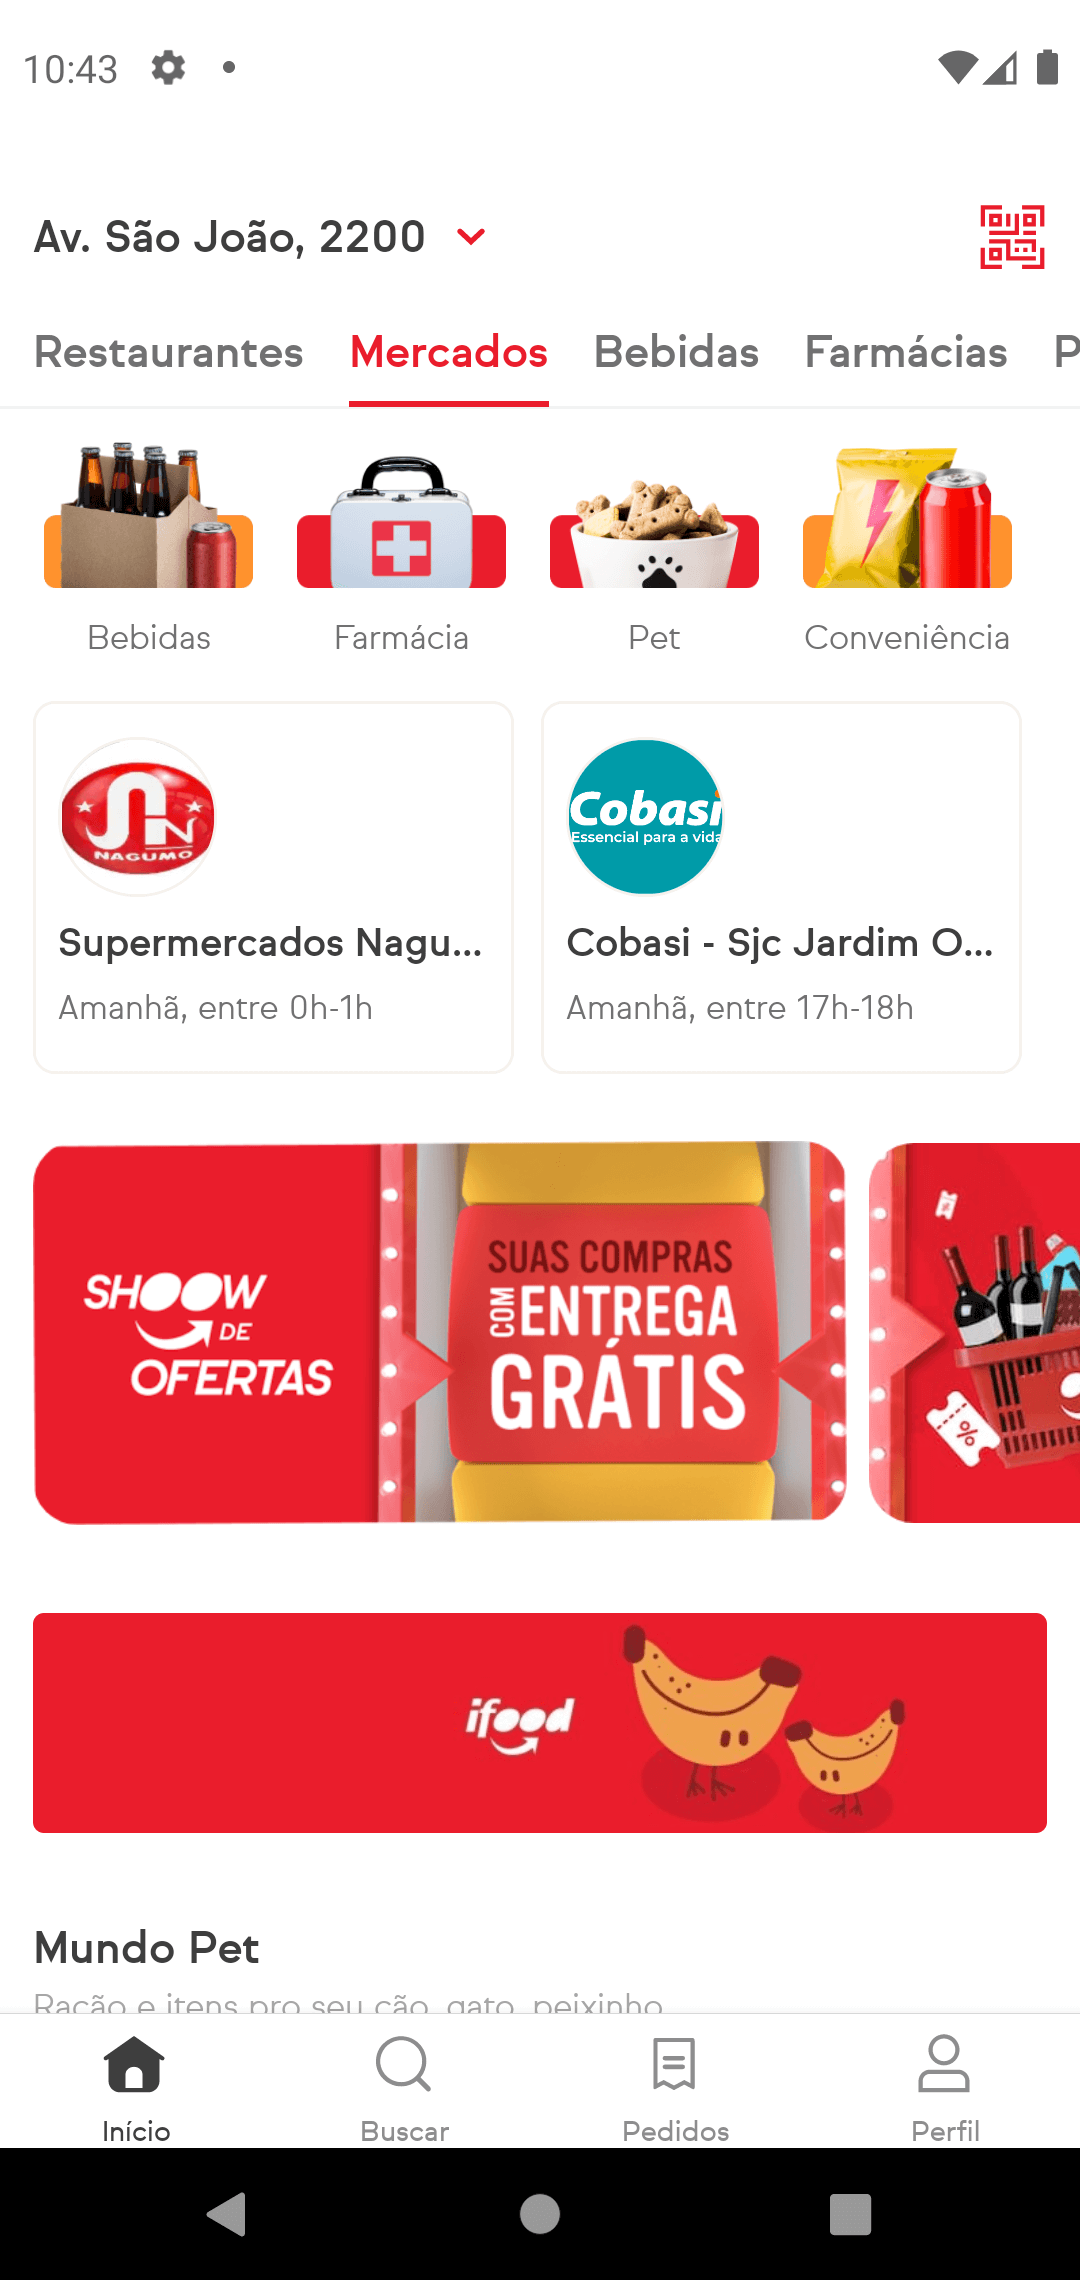 10:43
Av. São João, 2200
Restaurantes Mercados Bebidas Farmácias P
Bebidas Farmácia Pet Conveniência
NAGUMO
Cobasi
Essencial para a vida
Supermercados Nagu... Cobasi - Sjc Jardim O...
Amanhã, entre 0h-1h Amanhã, entre 17h-18h
SHOOW
DE
OFERTAS
SUAS COMPRAS
COM ENTREGA
GRÁTIS
%
ifood
Mundo Pet
Ração e itens pro seu cão, gato, peixinho
Início Buscar Pedidos Perfil